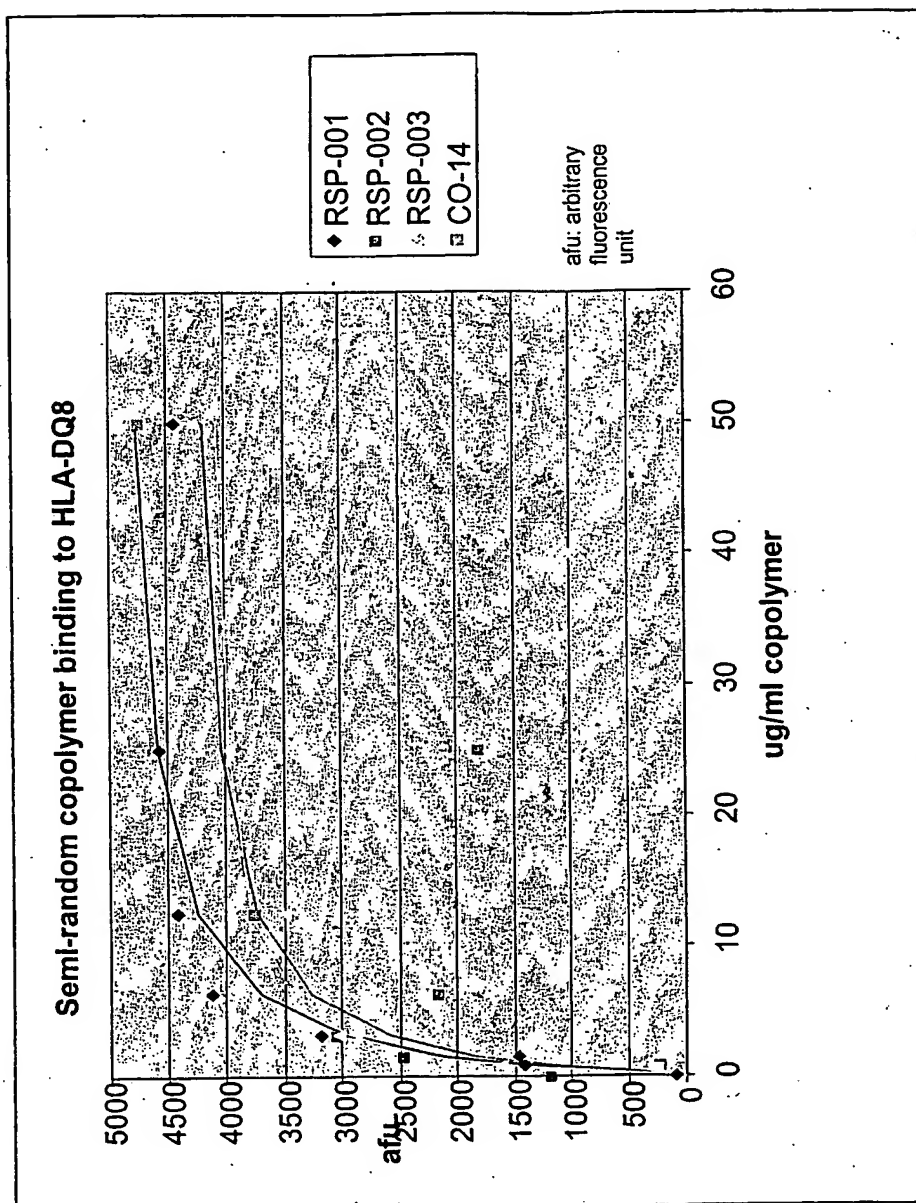 Semi-random copolymer binding to HLA-DQ8
5000
4500
4000
3500
3000
2500
2000
1500
1000
500
0
afu
0
10
20
30
40
50
60
ug/ml copolymer
RSP-001
RSP-002
RSP-003
CO-14
afu: arbitrary
fluorescence
unit